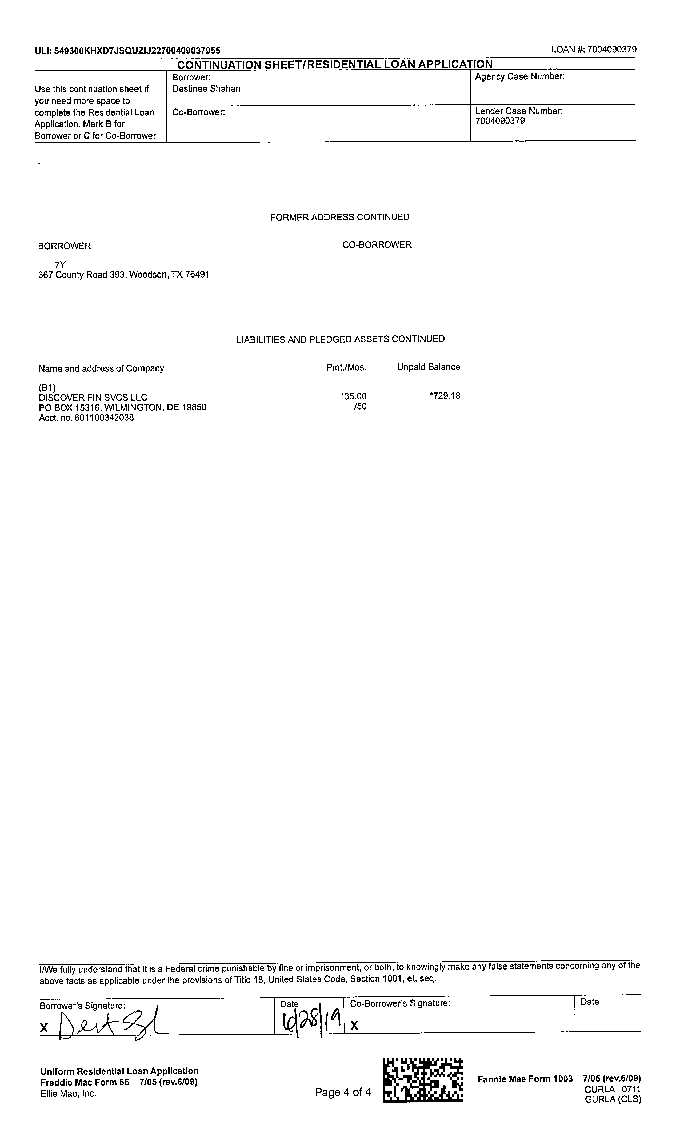 ULI: 549300KHXD7JSQUZIJ22700409037955
LOAN #: 7004090379
CONTINUATION SHEET/RESIDENTIAL LOAN APPLICATION
Use this continuation sheet if
you need more space to
complete the Residential Loan
Application. Mark B for
Borrower or C for Co-Borrower
Borrower:
Destinee Shahan
Co-Borrower:
Agency Case Number:
Lender Case Number:
7004090379
FORMER ADDRESS CONTINUED
BORROWER
CO-BORROWER
7Y
367 County Road 393, Woodson, TX 76491
LIABILITIES AND PLEDGED ASSETS CONTINUED
Name and address of Company
Pmt./Mos.
Unpaid Balance
(B1)
DISCOVER FIN SVCS LLC
*35.00
*729.18
PO BOX 15316, WILMINGTON, DE 19850
/50
Acct. no. 601100342038
I/We fully understand that it is a Federal crime punishable by fine or imprisonment, or both, to knowingly make any false statements concerning any of the
above facts as applicable under the provisions of Title 18, United States Code, Section 1001, et. seq.
Borrower's Signature:
Date
Co-Borrower's Signature:
Date
X
6/28/19
X
Uniform Residential Loan Application
Freddie Mac Form 65 7/05 (rev.6/09)
Ellie Mae, Inc.
Page 4 of 4
Fannie Mae Form 1003 7/05 (rev.6/09)
GURLA 0711
GURLA (CLS)